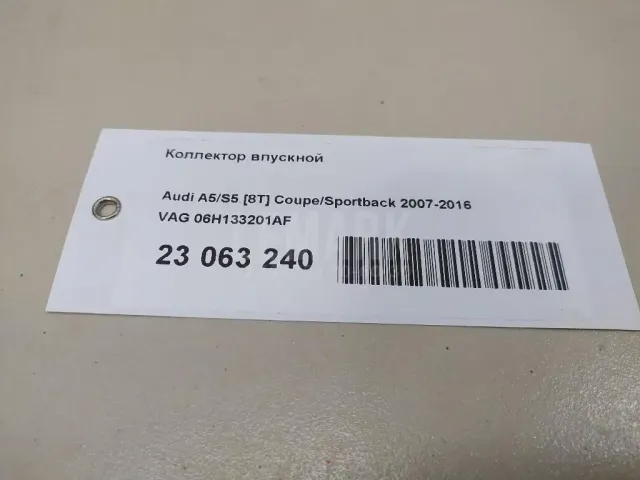 Коллектор впускной
Audi A5/S5 [8T] Coupe/Sportback 2007-2016
VAG 06H133201AF
23 063 240